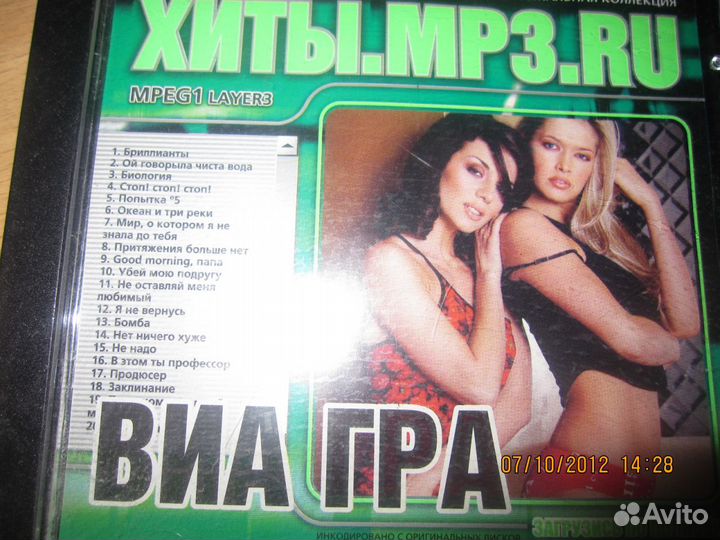 КОЛЛЕКЦИЯ
ХИТЫ.MP3.RU
MPEG1 LAYER3
1. Бриллианты
2. Ой говорыла чиста вода
3. Биология
4. Стоп! стоп! стоп!
5. Попытка º5
6. Океан и три реки
7. Мир, о котором я не
знала до тебя
8. Притяжения больше нет
9. Good morning, папа
10. Убей мою подругу
11. Не оставляй меня
любимый
12. Я не вернусь
13. Бомба
14. Нет ничего хуже
15. Не надо
16. В этом ты профессор
17. Продюсер
18. Заклинание
ВИА ГРА
07/10/2012 14:28
ИНКОДИРОВАНО С ОРИГИНАЛЬНЫХ ДИСКОВ
Avito